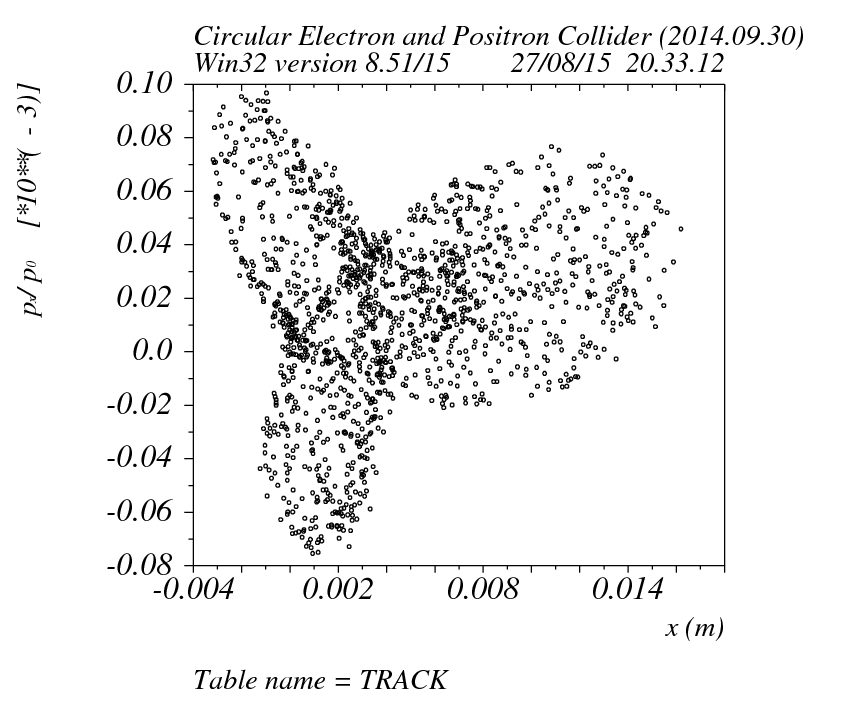 Circular Electron and Positron Collider (2014.09.30)
Win32 version 8.51/15 27/08/15 20.33.12
0.10
0.08
0.06
0.04
0.02
0.0
-0.02
-0.04
-0.06
-0.08
-0.004 0.002 0.008 0.014
px/ p0 [*10**( - 3)]
x (m)
Table name = TRACK